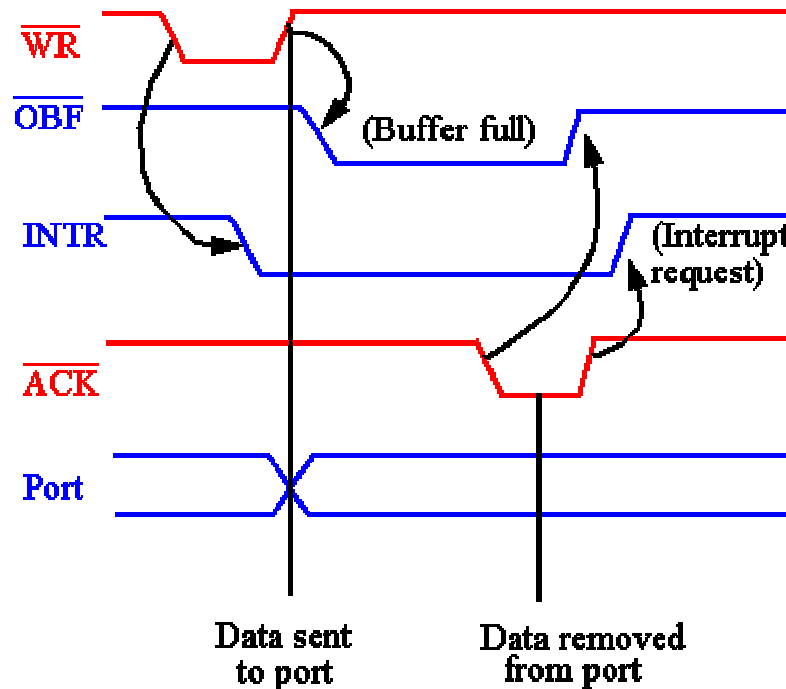 WR
OBF
(Buffer full)
INTR
(Interrupt
request)
ACK
Port
Data sent
to port
Data removed
from port